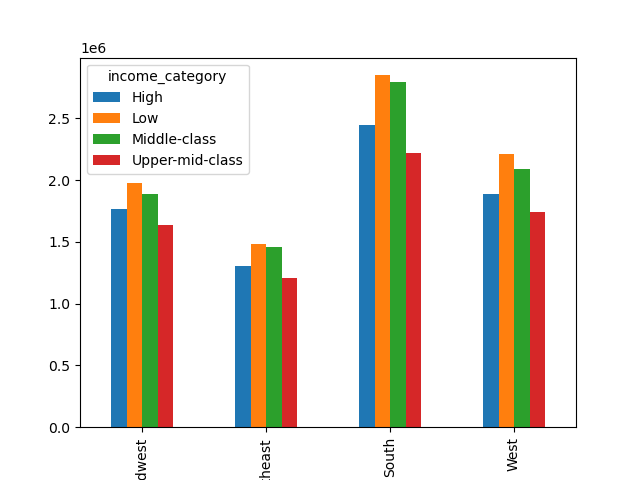 1e6
income_category
High
Low
Middle-class
Upper-mid-class
2.5
2.0
1.5
1.0
0.5
0.0
dwest
theast
South
West